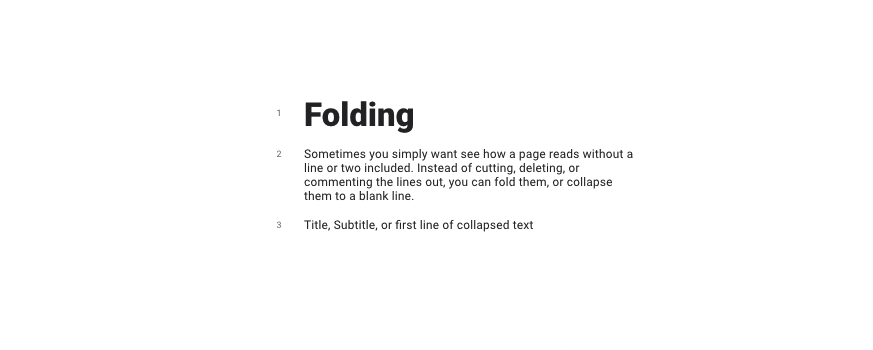 1 Folding
2 Sometimes you simply want see how a page reads without a
line or two included. Instead of cutting, deleting, or
commenting the lines out, you can fold them, or collapse
them to a blank line.
3 Title, Subtitle, or first line of collapsed text